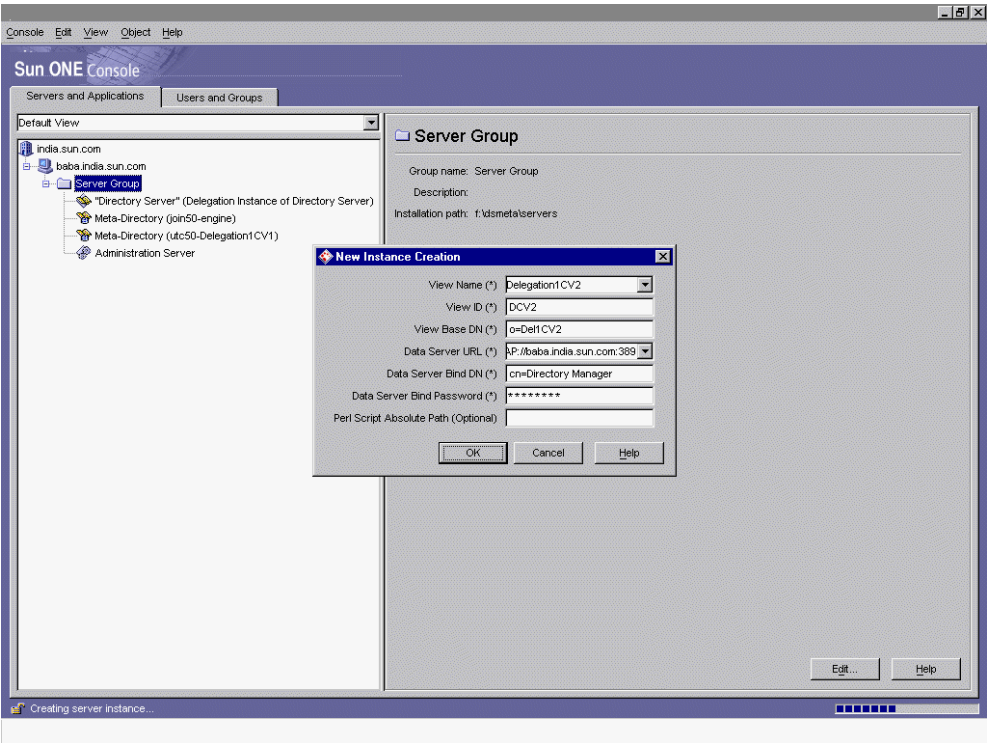 Console Edit View Object Help
Sun ONE Console
Servers and Applications Users and Groups
Default View
india.sun.com
baba.india.sun.com
Server Group
"Directory Server" (Delegation Instance of Directory Server)
Meta-Directory (join50-engine)
Meta-Directory (utc50-Delegation1CV1)
Administration Server
Server Group
Group name: Server Group
Description:
Installation path: f:\dsmeta\servers
New Instance Creation
View Name (*) Delegation1CV2
View ID (*) DCV2
View Base DN (*) o=Del1CV2
Data Server URL (*) AP://baba.india.sun.com:389
Data Server Bind DN (*) cn=Directory Manager
Data Server Bind Password (*) ********
Perl Script Absolute Path (Optional)
OK Cancel Help
Edit... Help
Creating server instance...